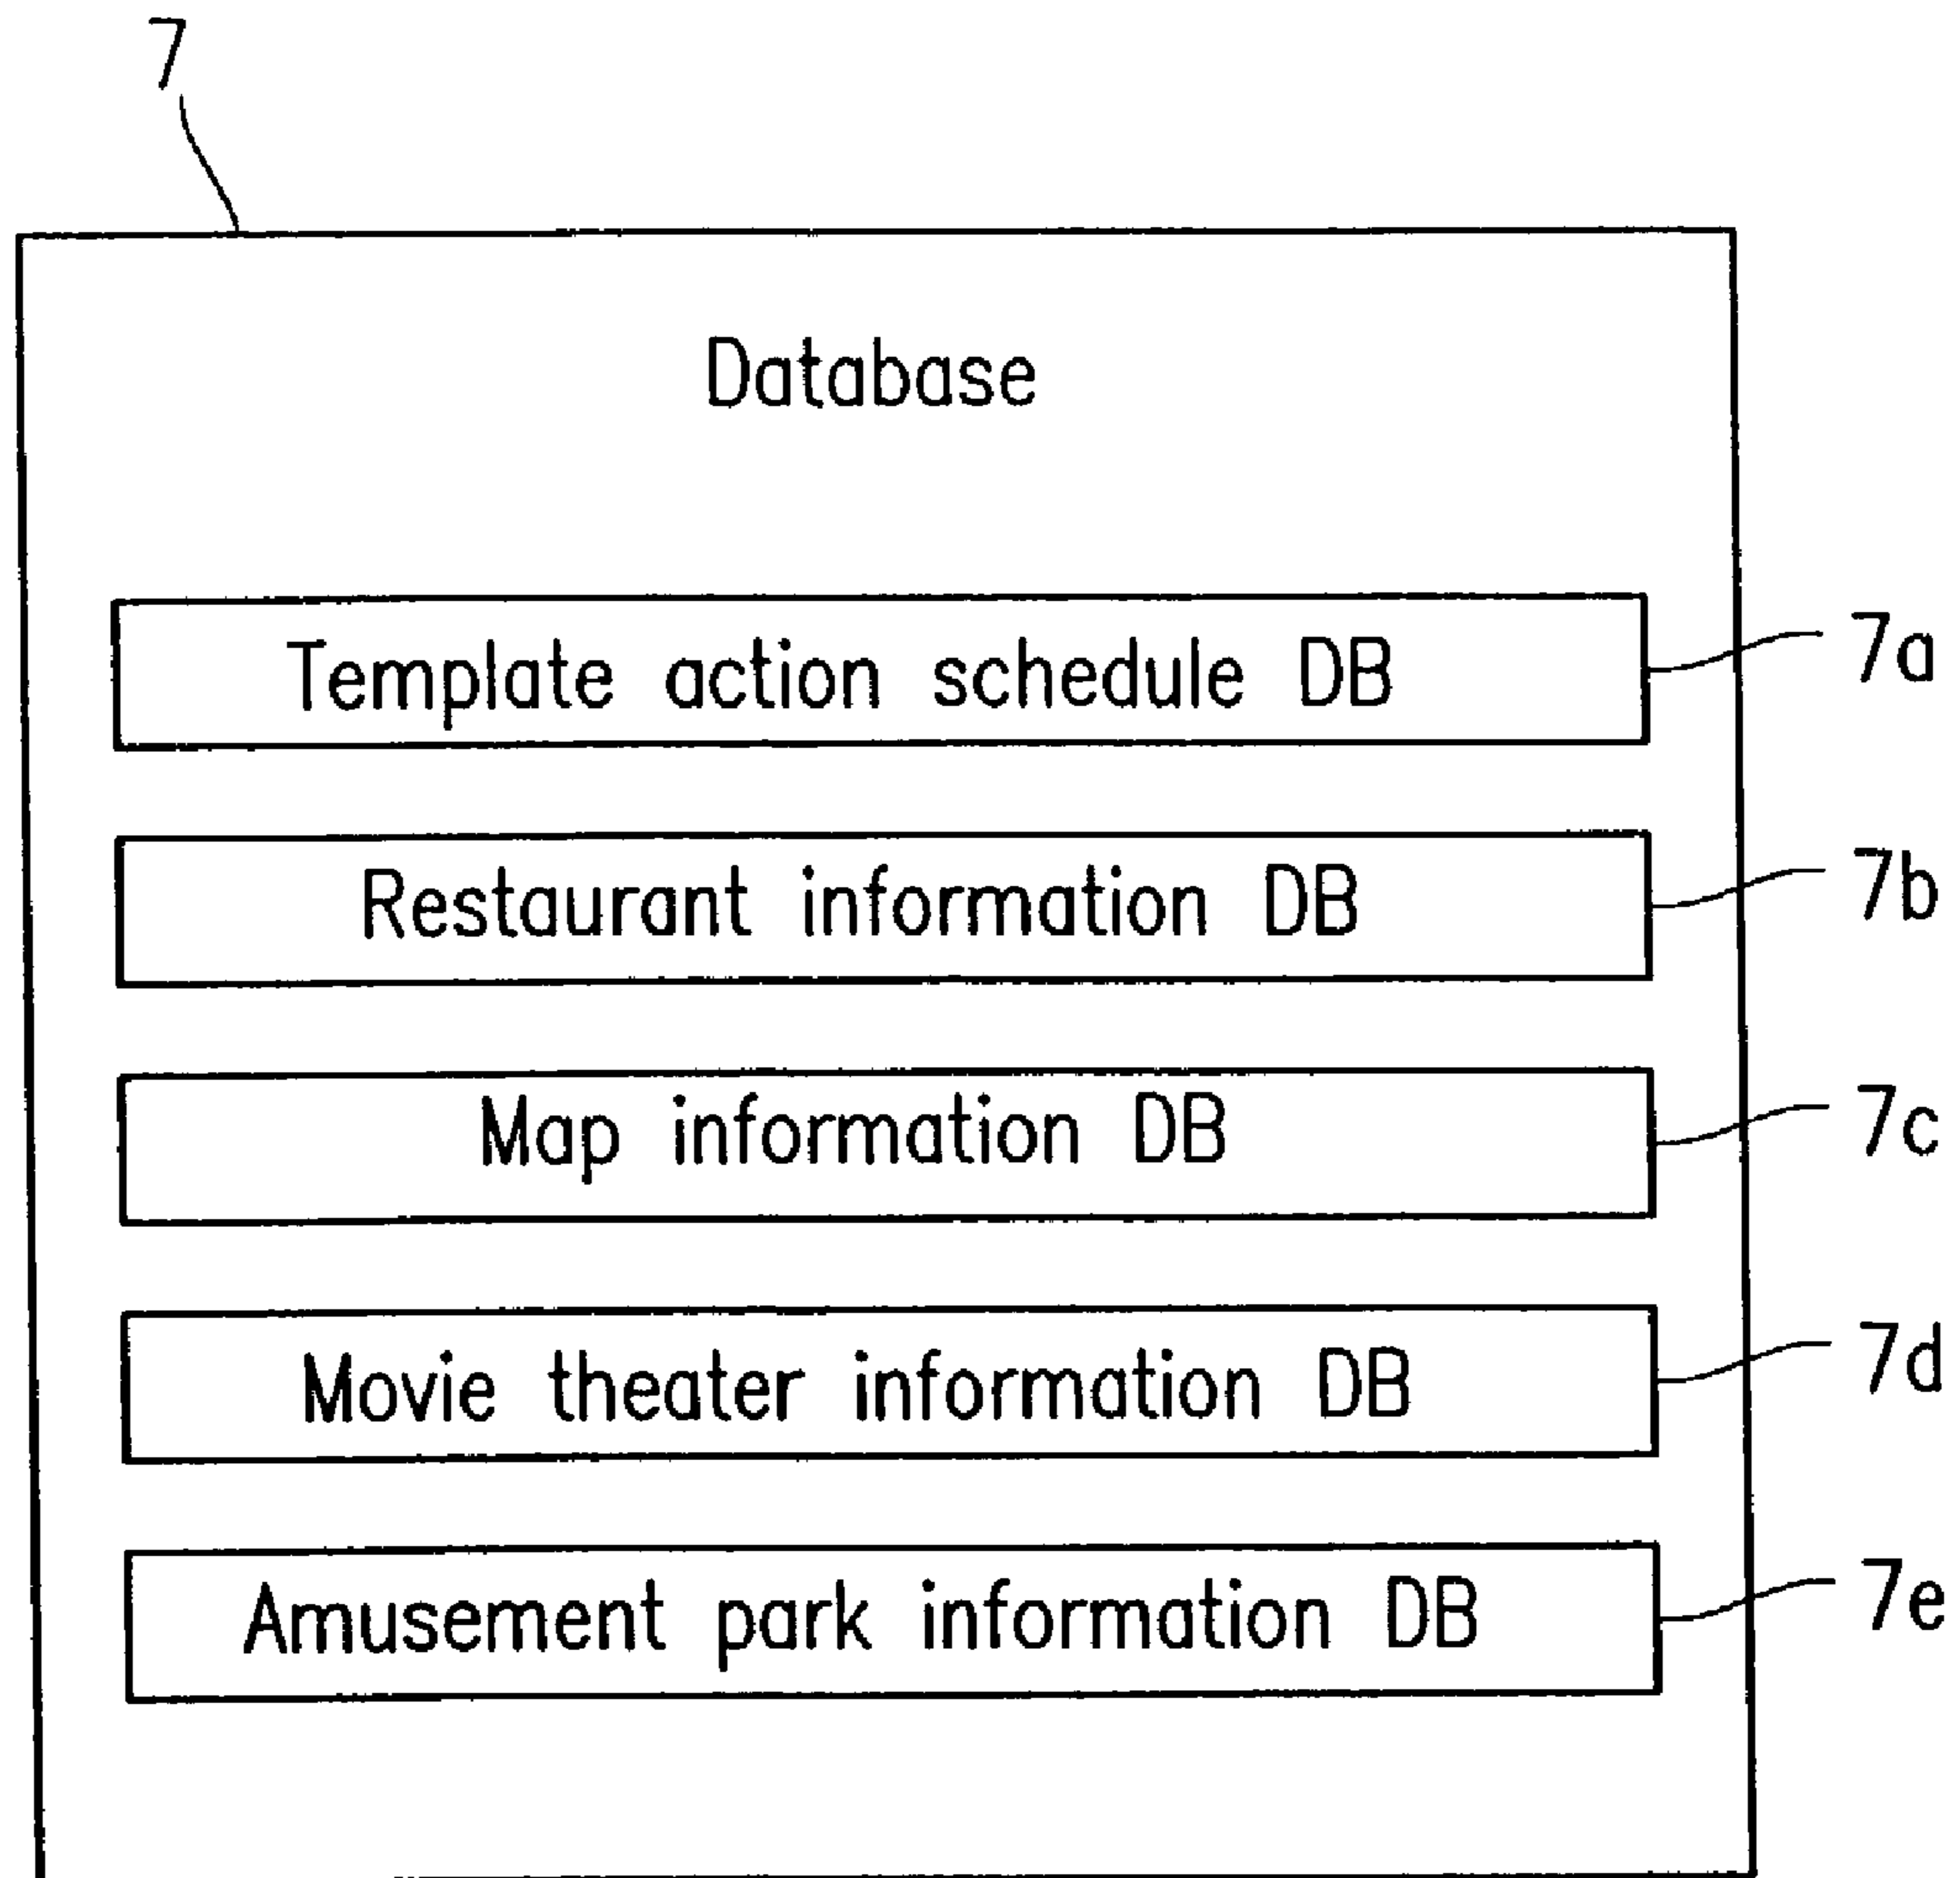 7
Database
Template action schedule DB 7a
Restaurant information DB 7b
Map information DB 7c
Movie theater information DB 7d
Amusement park information DB 7e